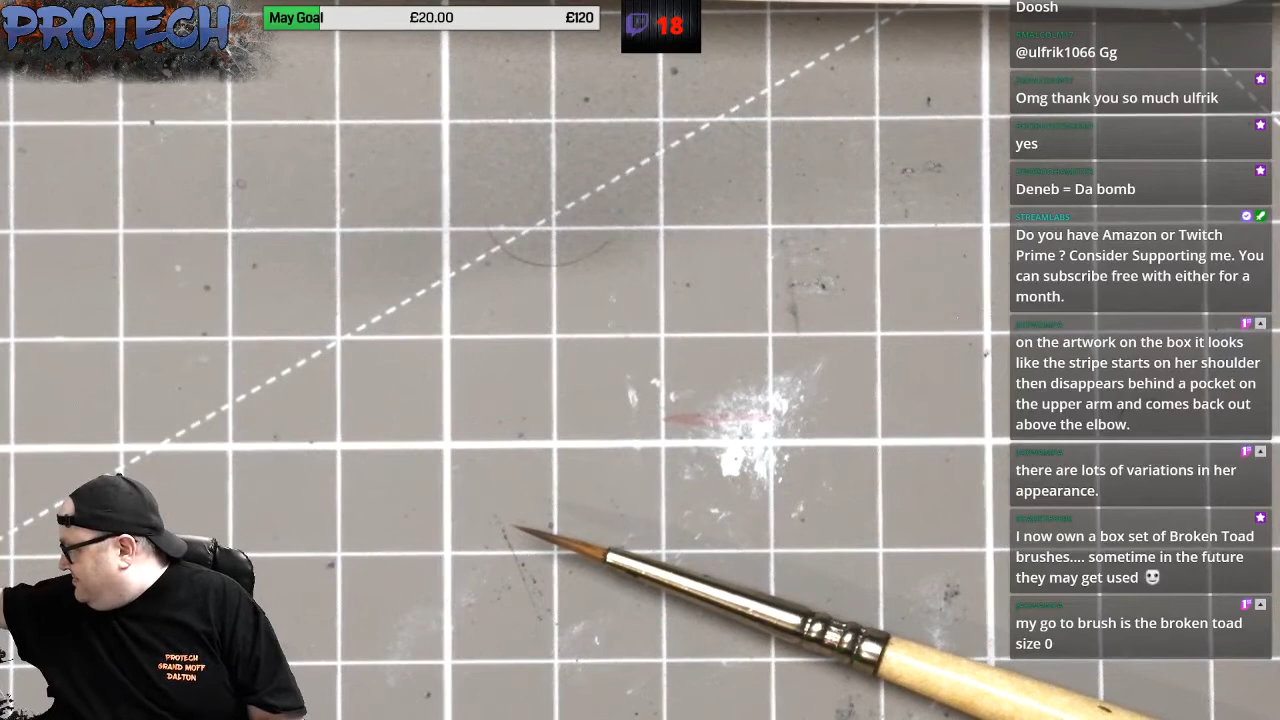 PROTECH
May Goal £20.00 £120
18
Doosh
@ulfrik1066 Gg
Omg thank you so much ulfrik
yes
Deneb = Da bomb
STREAMLABS
Do you have Amazon or Twitch
Prime ? Consider Supporting me. You
can subscribe free with either for a
month.
on the artwork on the box it looks
like the stripe starts on her shoulder
then disappears behind a pocket on
the upper arm and comes back out
above the elbow.
there are lots of variations in her
appearance.
I now own a box set of Broken Toad
brushes.... sometime in the future
they may get used
my go to brush is the broken toad
size 0
PROTECH
GRAND MOFF
DALTON